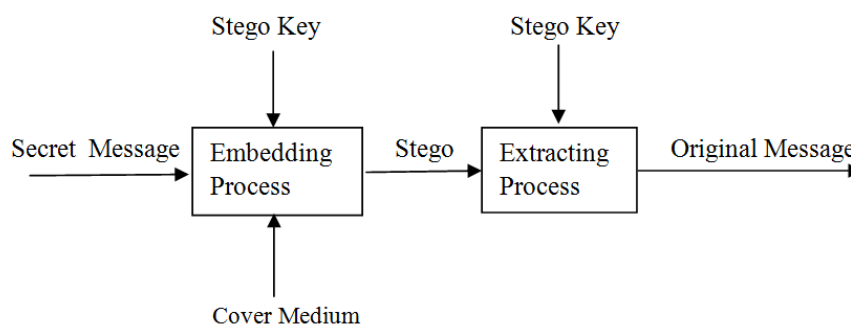 Stego Key
Stego Key
Secret Message
Embedding
Process
Stego
Extracting
Process
Original Message
Cover Medium